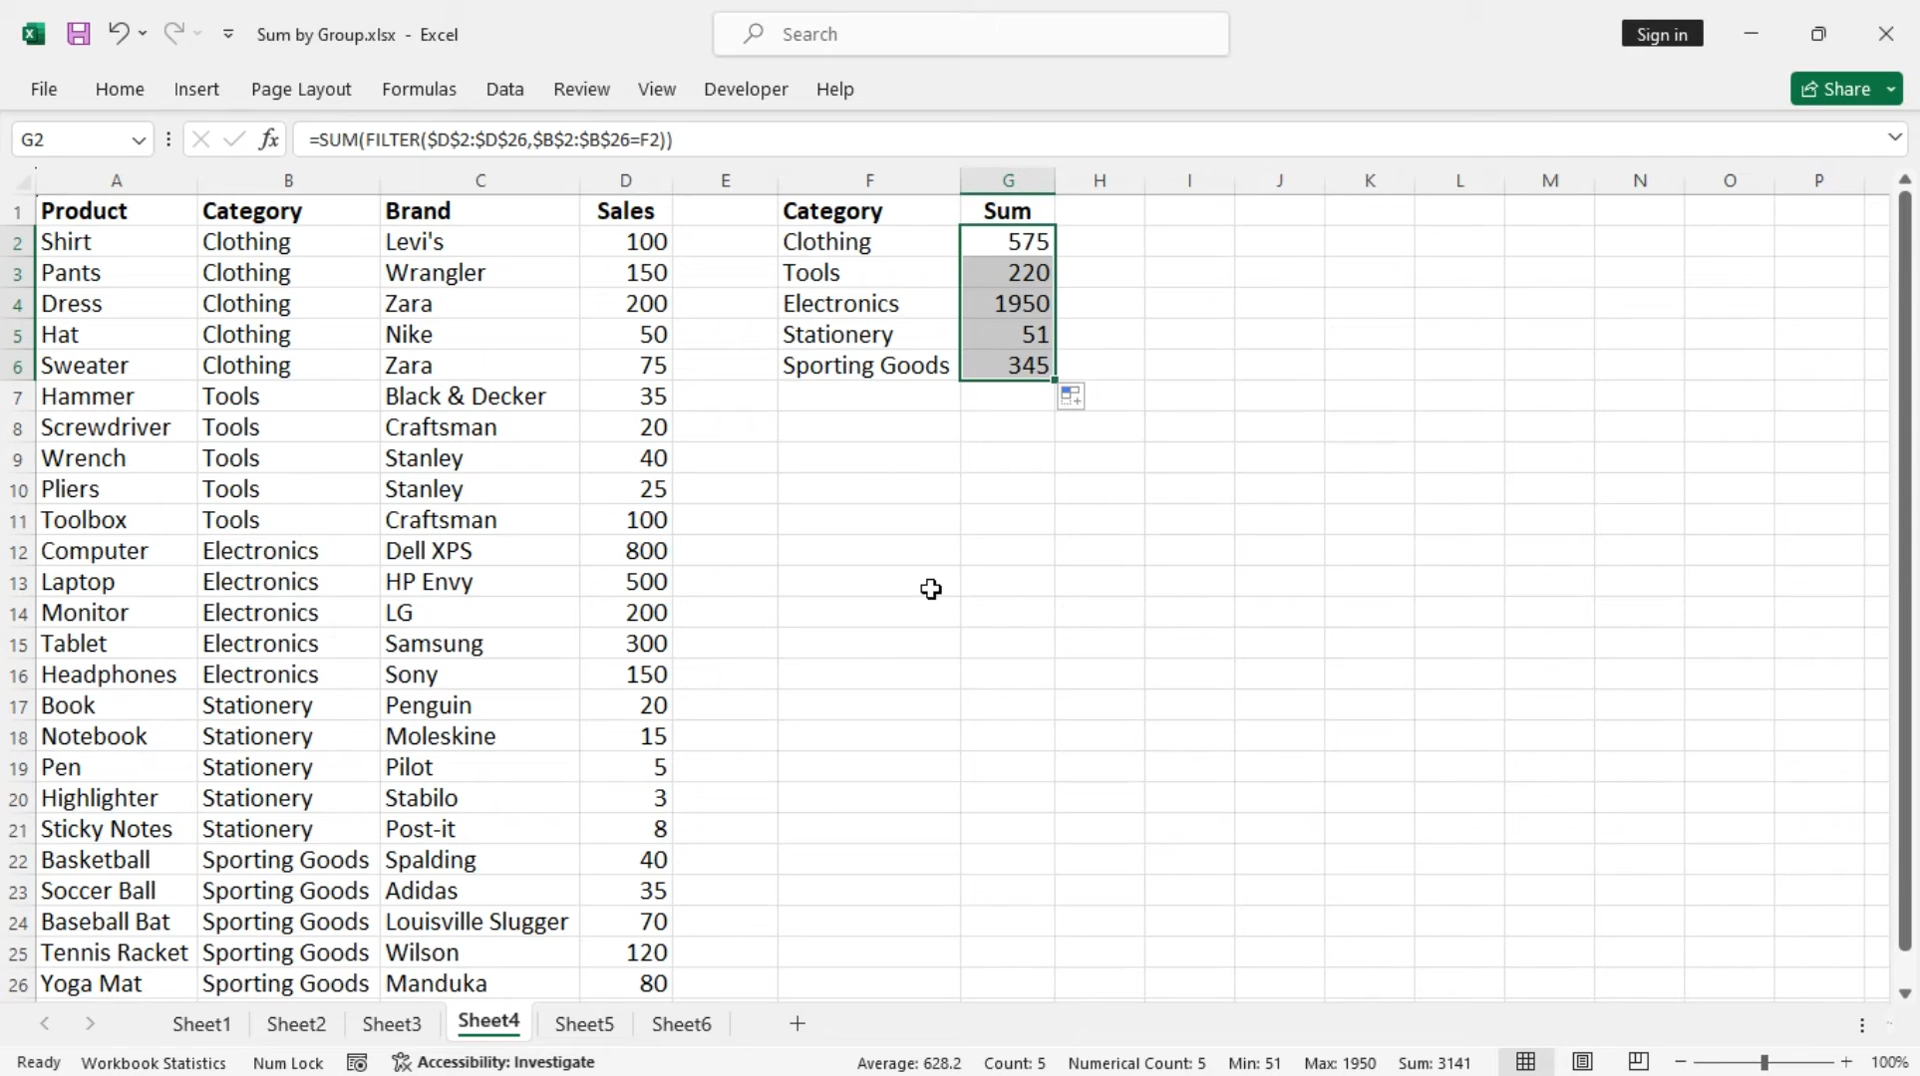 Sum by Group.xlsx - Excel
Search
Sign in
File Home Insert Page Layout Formulas Data Review View Developer Help
Share
G2 fx =SUM(FILTER($D$2:$D$26,$B$2:$B$26=F2))
A B C D E F G H I J K L M N O P
1 Product Category Brand Sales Category Sum
2 Shirt Clothing Levi's 100 Clothing 575
3 Pants Clothing Wrangler 150 Tools 220
4 Dress Clothing Zara 200 Electronics 1950
5 Hat Clothing Nike 50 Stationery 51
6 Sweater Clothing Zara 75 Sporting Goods 345
7 Hammer Tools Black & Decker 35
8 Screwdriver Tools Craftsman 20
9 Wrench Tools Stanley 40
10 Pliers Tools Stanley 25
11 Toolbox Tools Craftsman 100
12 Computer Electronics Dell XPS 800
13 Laptop Electronics HP Envy 500
14 Monitor Electronics LG 200
15 Tablet Electronics Samsung 300
16 Headphones Electronics Sony 150
17 Book Stationery Penguin 20
18 Notebook Stationery Moleskine 15
19 Pen Stationery Pilot 5
20 Highlighter Stationery Stabilo 3
21 Sticky Notes Stationery Post-it 8
22 Basketball Sporting Goods Spalding 40
23 Soccer Ball Sporting Goods Adidas 35
24 Baseball Bat Sporting Goods Louisville Slugger 70
25 Tennis Racket Sporting Goods Wilson 120
26 Yoga Mat Sporting Goods Manduka 80
Sheet1 Sheet2 Sheet3 Sheet4 Sheet5 Sheet6
Ready Workbook Statistics Num Lock Accessibility: Investigate Average: 628.2 Count: 5 Numerical Count: 5 Min: 51 Max: 1950 Sum: 3141 100%